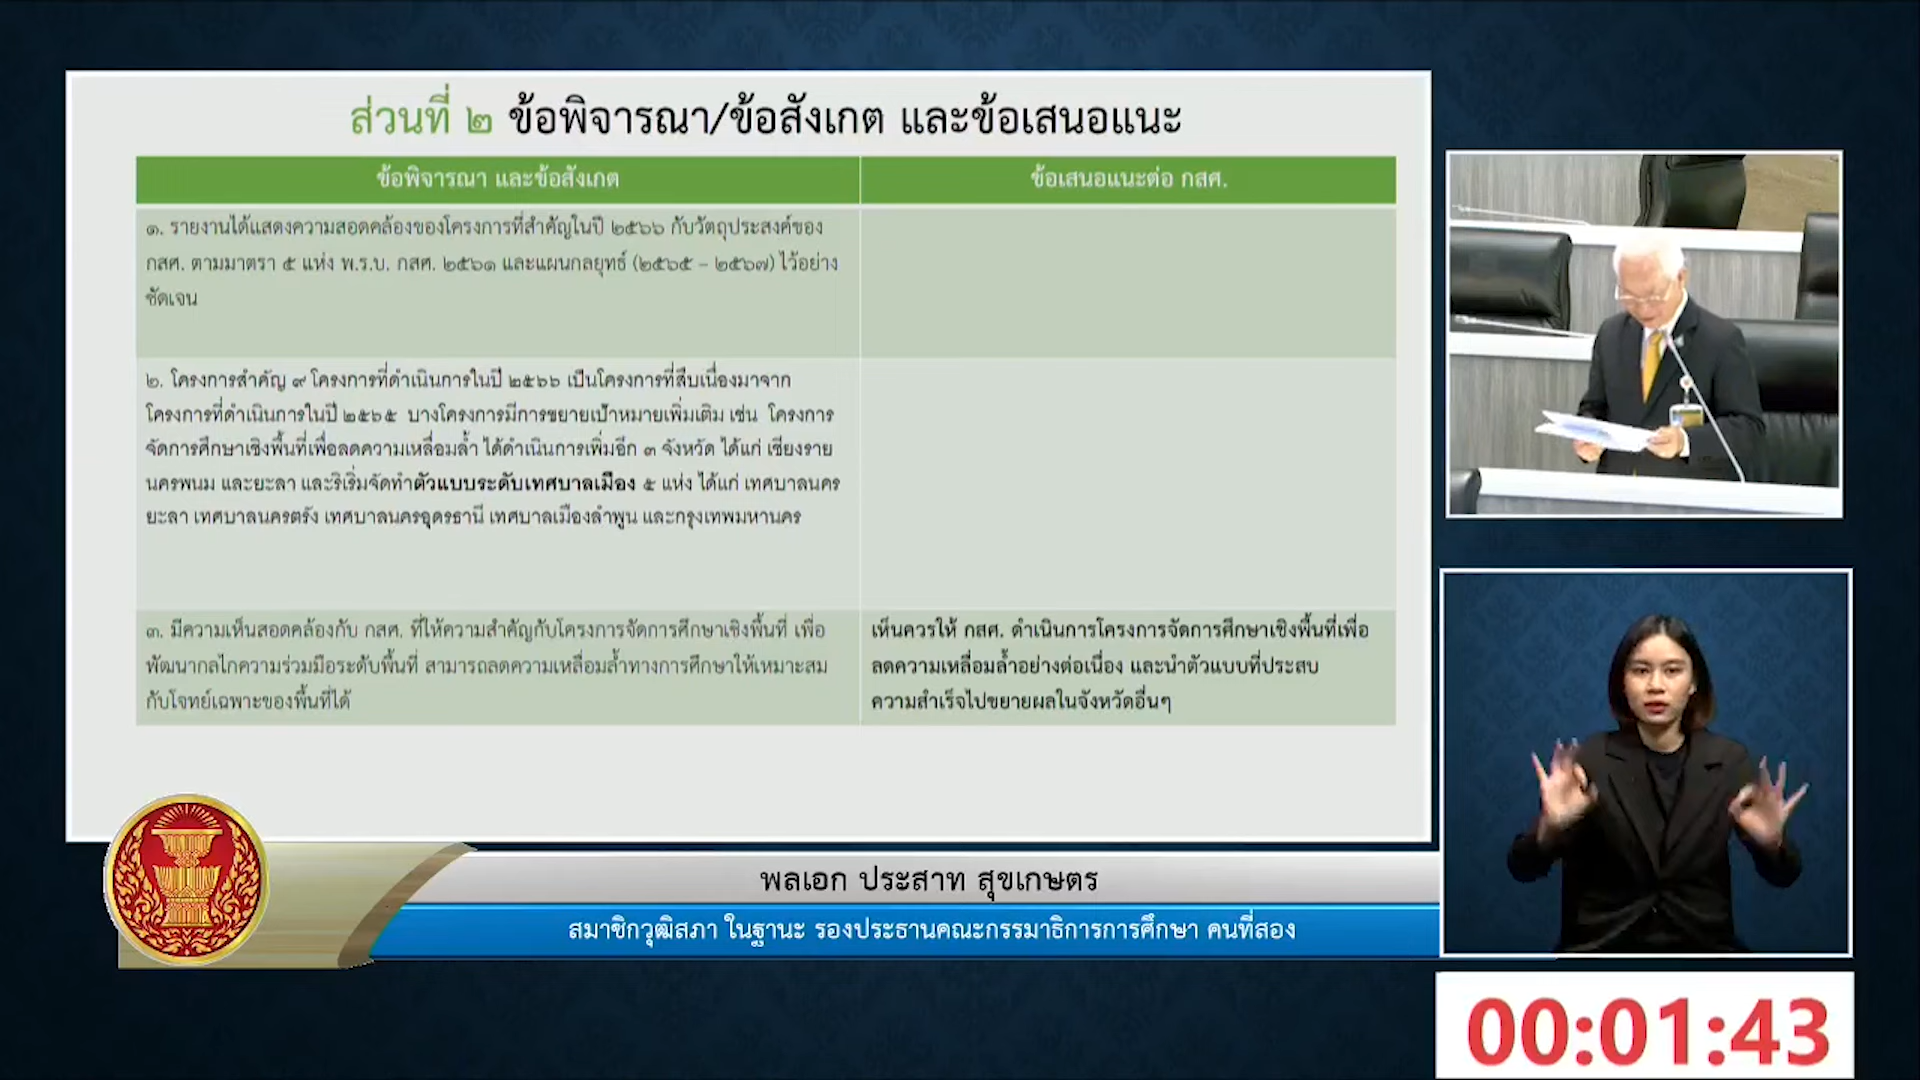 ส่วนที่ ๒ ข้อพิจารณา/ข้อสังเกต และข้อเสนอแนะ
ข้อพิจารณา และข้อสังเกต
ข้อเสนอแนะต่อ กสศ.
๑. รายงานได้แสดงความสอดคล้องของโครงการที่สำคัญในปี ๒๕๖๖ กับวัตถุประสงค์ของ
กสศ. ตามมาตรา ๕ แห่ง พ.ร.บ. กสศ. ๒๕๖๑ และแผนกลยุทธ์ (๒๕๖๕ – ๒๕๖๗) ไว้อย่าง
ชัดเจน
๒. โครงการสำคัญ ๙ โครงการที่ดำเนินการในปี ๒๕๖๖ เป็นโครงการที่สืบเนื่องมาจาก
โครงการที่ดำเนินการในปี ๒๕๖๕ บางโครงการมีการขยายเป้าหมายเพิ่มเติม เช่น โครงการ
จัดการศึกษาเชิงพื้นที่เพื่อลดความเหลื่อมล้ำ ได้ดำเนินการเพิ่มอีก ๓ จังหวัด ได้แก่ เชียงราย
นครพนม และยะลา และริเริ่มจัดทำตัวแบบระดับเทศบาลเมือง ๕ แห่ง ได้แก่ เทศบาลนคร
ยะลา เทศบาลนครตรัง เทศบาลนครอุดรธานี เทศบาลเมืองลำพูน และกรุงเทพมหานคร
๓. มีความเห็นสอดคล้องกับ กสศ. ที่ให้ความสำคัญกับโครงการจัดการศึกษาเชิงพื้นที่ เพื่อ
พัฒนากลไกความร่วมมือระดับพื้นที่ สามารถลดความเหลื่อมล้ำทางการศึกษาให้เหมาะสม
กับโจทย์เฉพาะของพื้นที่ได้
เห็นควรให้ กสศ. ดำเนินการโครงการจัดการศึกษาเชิงพื้นที่เพื่อ
ลดความเหลื่อมล้ำอย่างต่อเนื่อง และนำตัวแบบที่ประสบ
ความสำเร็จไปขยายผลในจังหวัดอื่นๆ
พลเอก ประสาท สุขเกษตร
สมาชิกวุฒิสภา ในฐานะ รองประธานคณะกรรมาธิการการศึกษา คนที่สอง
00:01:43